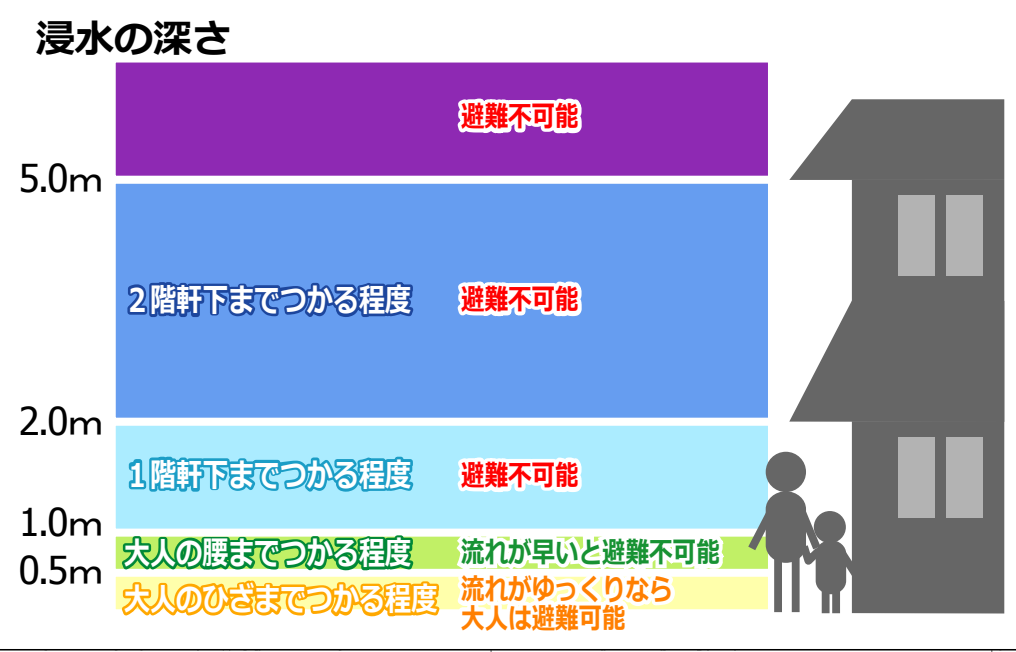 浸水の深さ
避難不可能
5.0m
2階軒下までつかる程度 避難不可能
2.0m
1階軒下までつかる程度 避難不可能
1.0m
大人の腰までつかる程度 流れが早いと避難不可能
0.5m
大人のひざまでつかる程度 流れがゆっくりなら
大人は避難可能